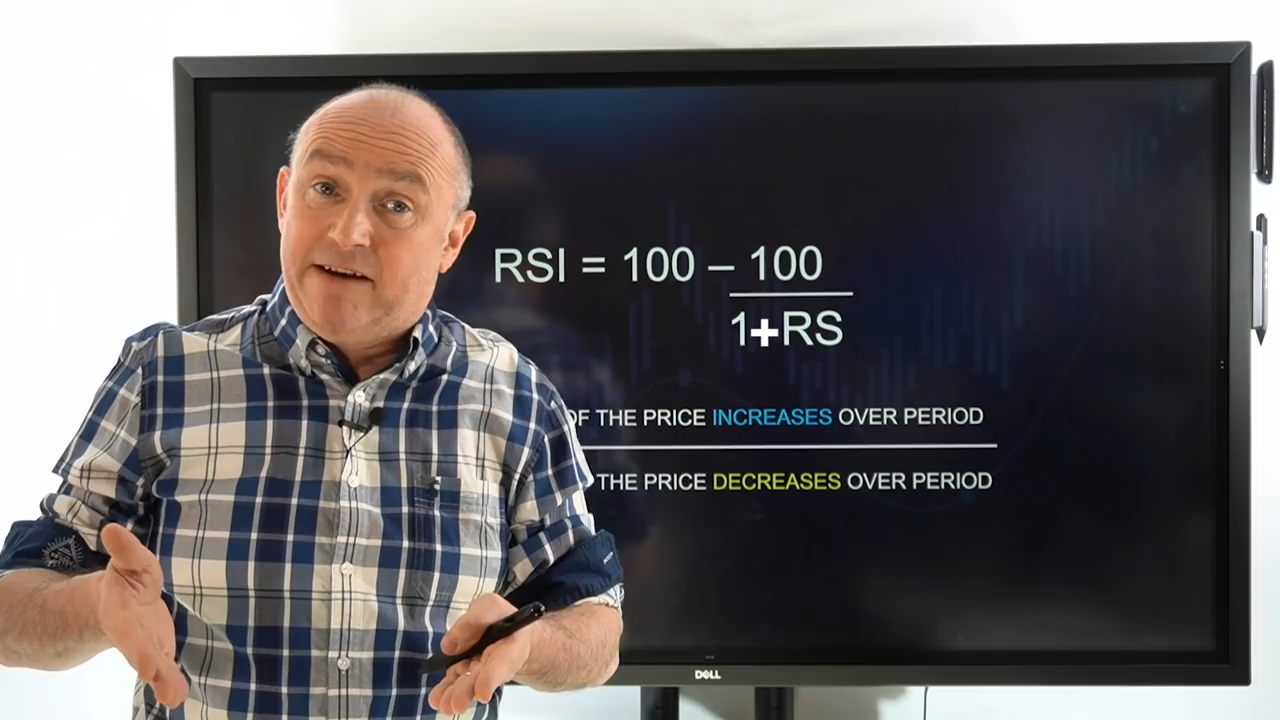 RSI = 100 – 100
1+RS
OF THE PRICE INCREASES OVER PERIOD
THE PRICE DECREASES OVER PERIOD
DELL